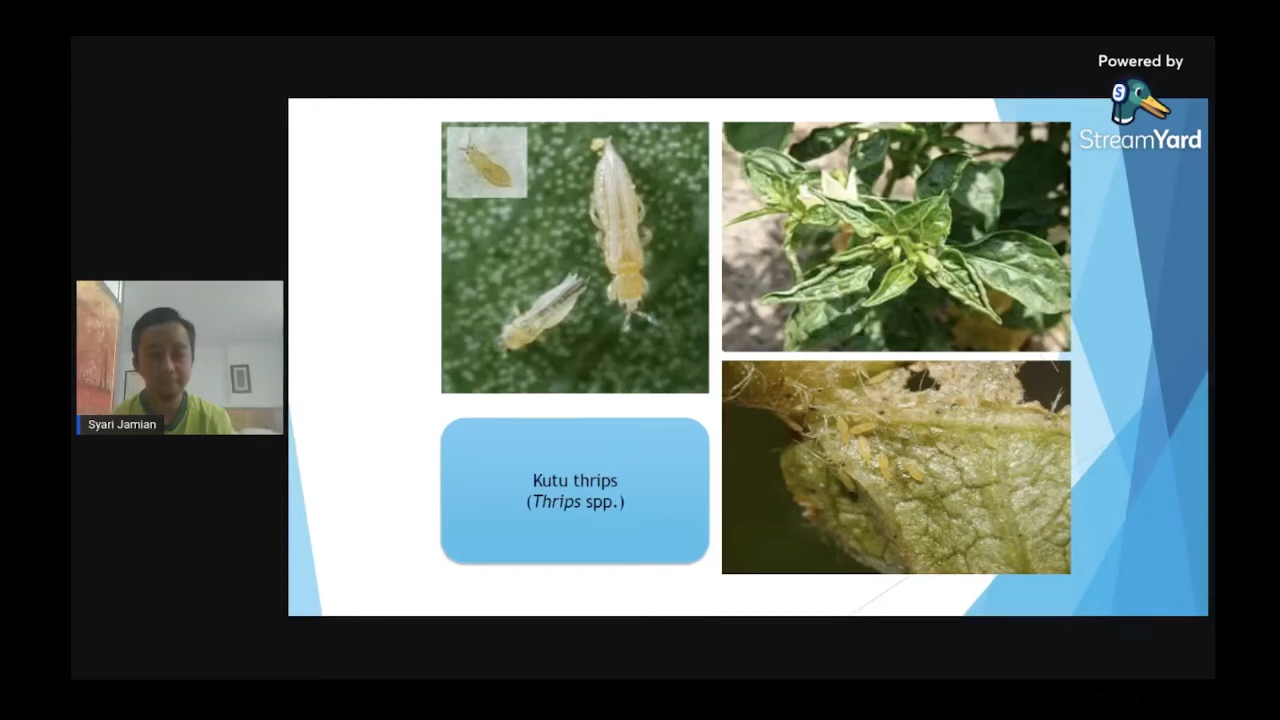 Powered by
S
StreamYard
Syari Jamian
Kutu thrips
(Thrips spp.)